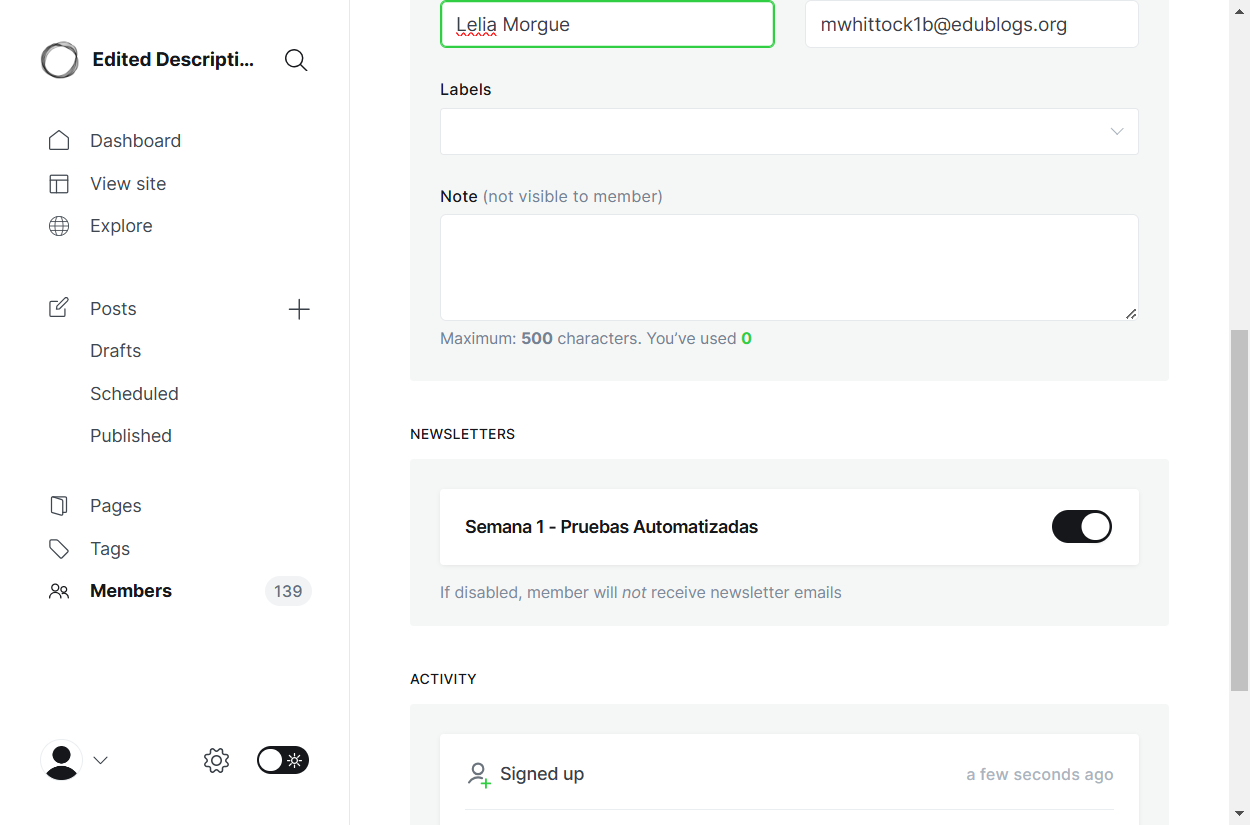 Edited Descripti...
Dashboard
View site
Explore
Posts
Drafts
Scheduled
Published
Pages
Tags
Members 139
Lelia Morgue
mwhittock1b@edublogs.org
Labels
Note (not visible to member)
Maximum: 500 characters. You’ve used 0
NEWSLETTERS
Semana 1 - Pruebas Automatizadas
If disabled, member will not receive newsletter emails
ACTIVITY
Signed up a few seconds ago